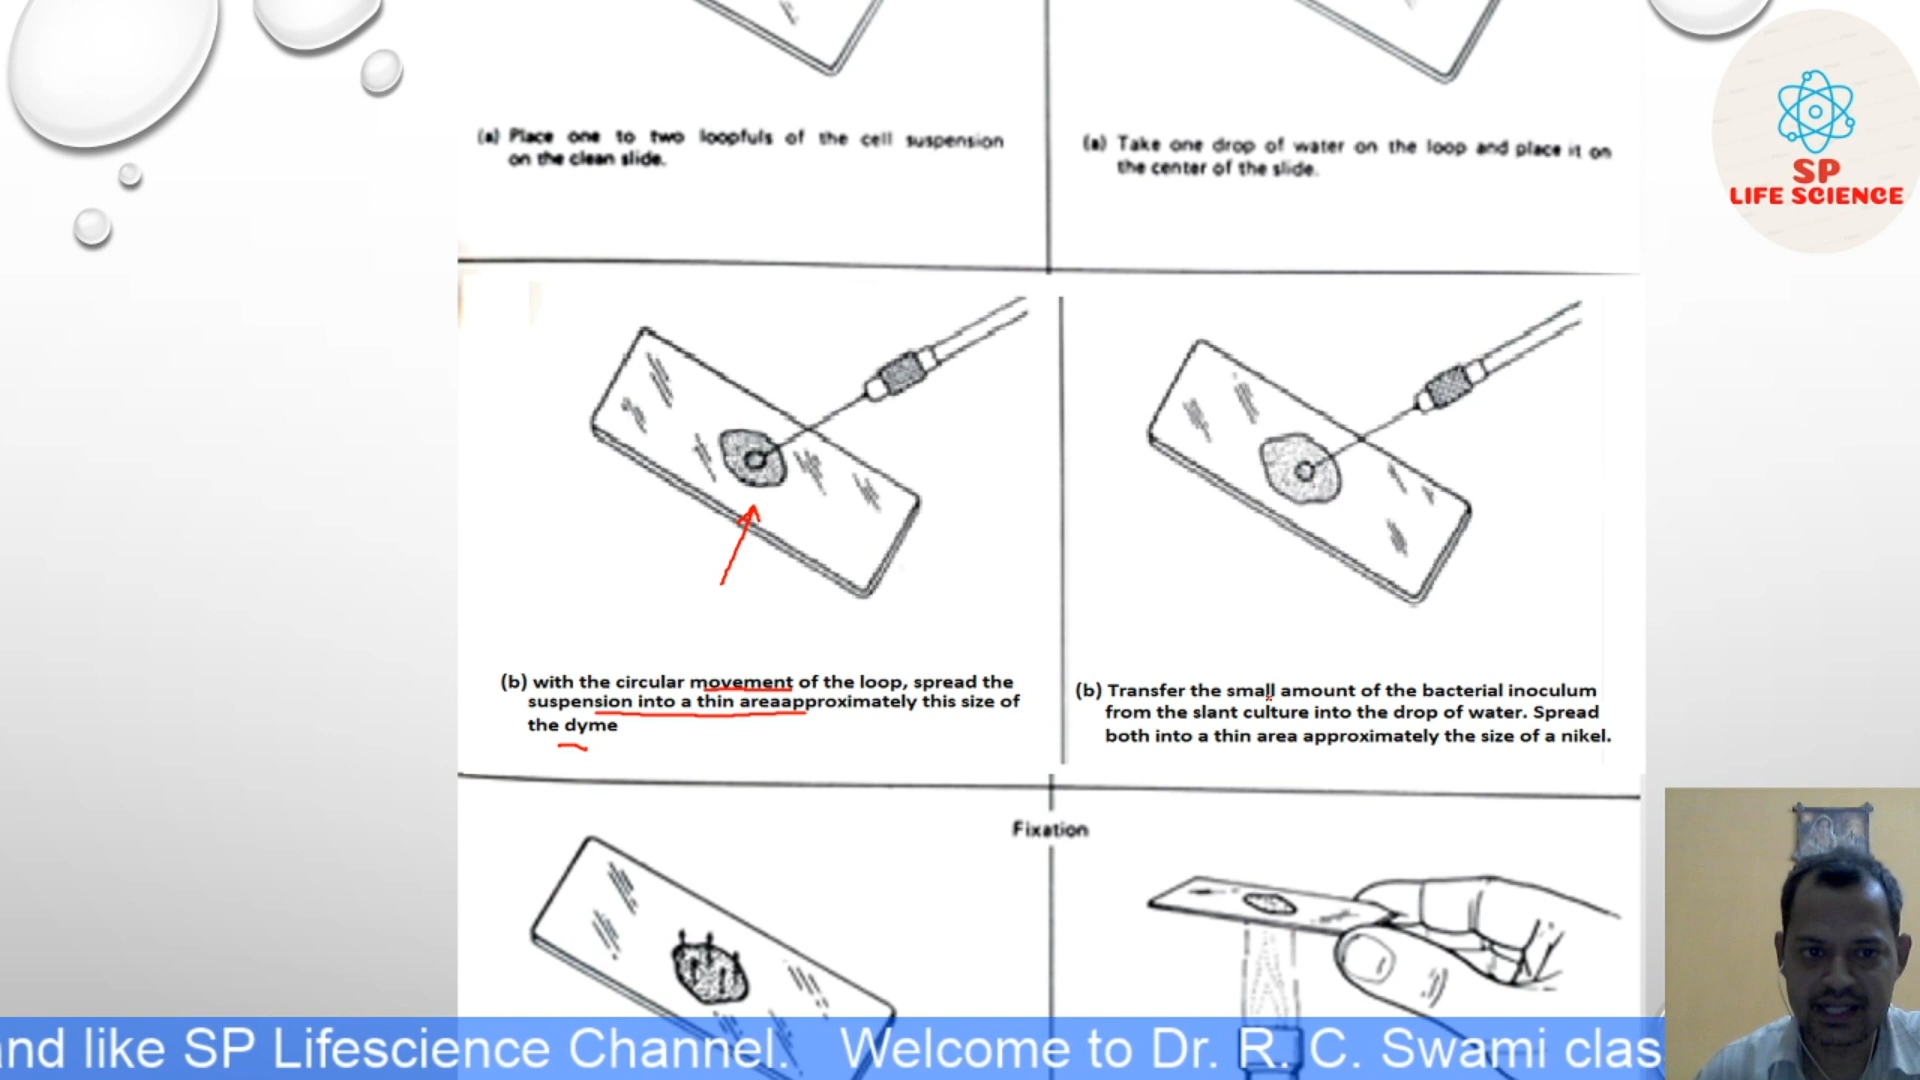 (a) Place one to two loopfuls of the cell suspension
on the clean slide.
(a) Take one drop of water on the loop and place it on
the center of the slide.
SP
LIFE SCIENCE
(b) with the circular movement of the loop, spread the
suspension into a thin areaapproximately this size of
the dyme
(b) Transfer the small amount of the bacterial inoculum
from the slant culture into the drop of water. Spread
both into a thin area approximately the size of a nikel.
Fixation
and like SP Lifescience Channel. Welcome to Dr. R. C. Swami clas